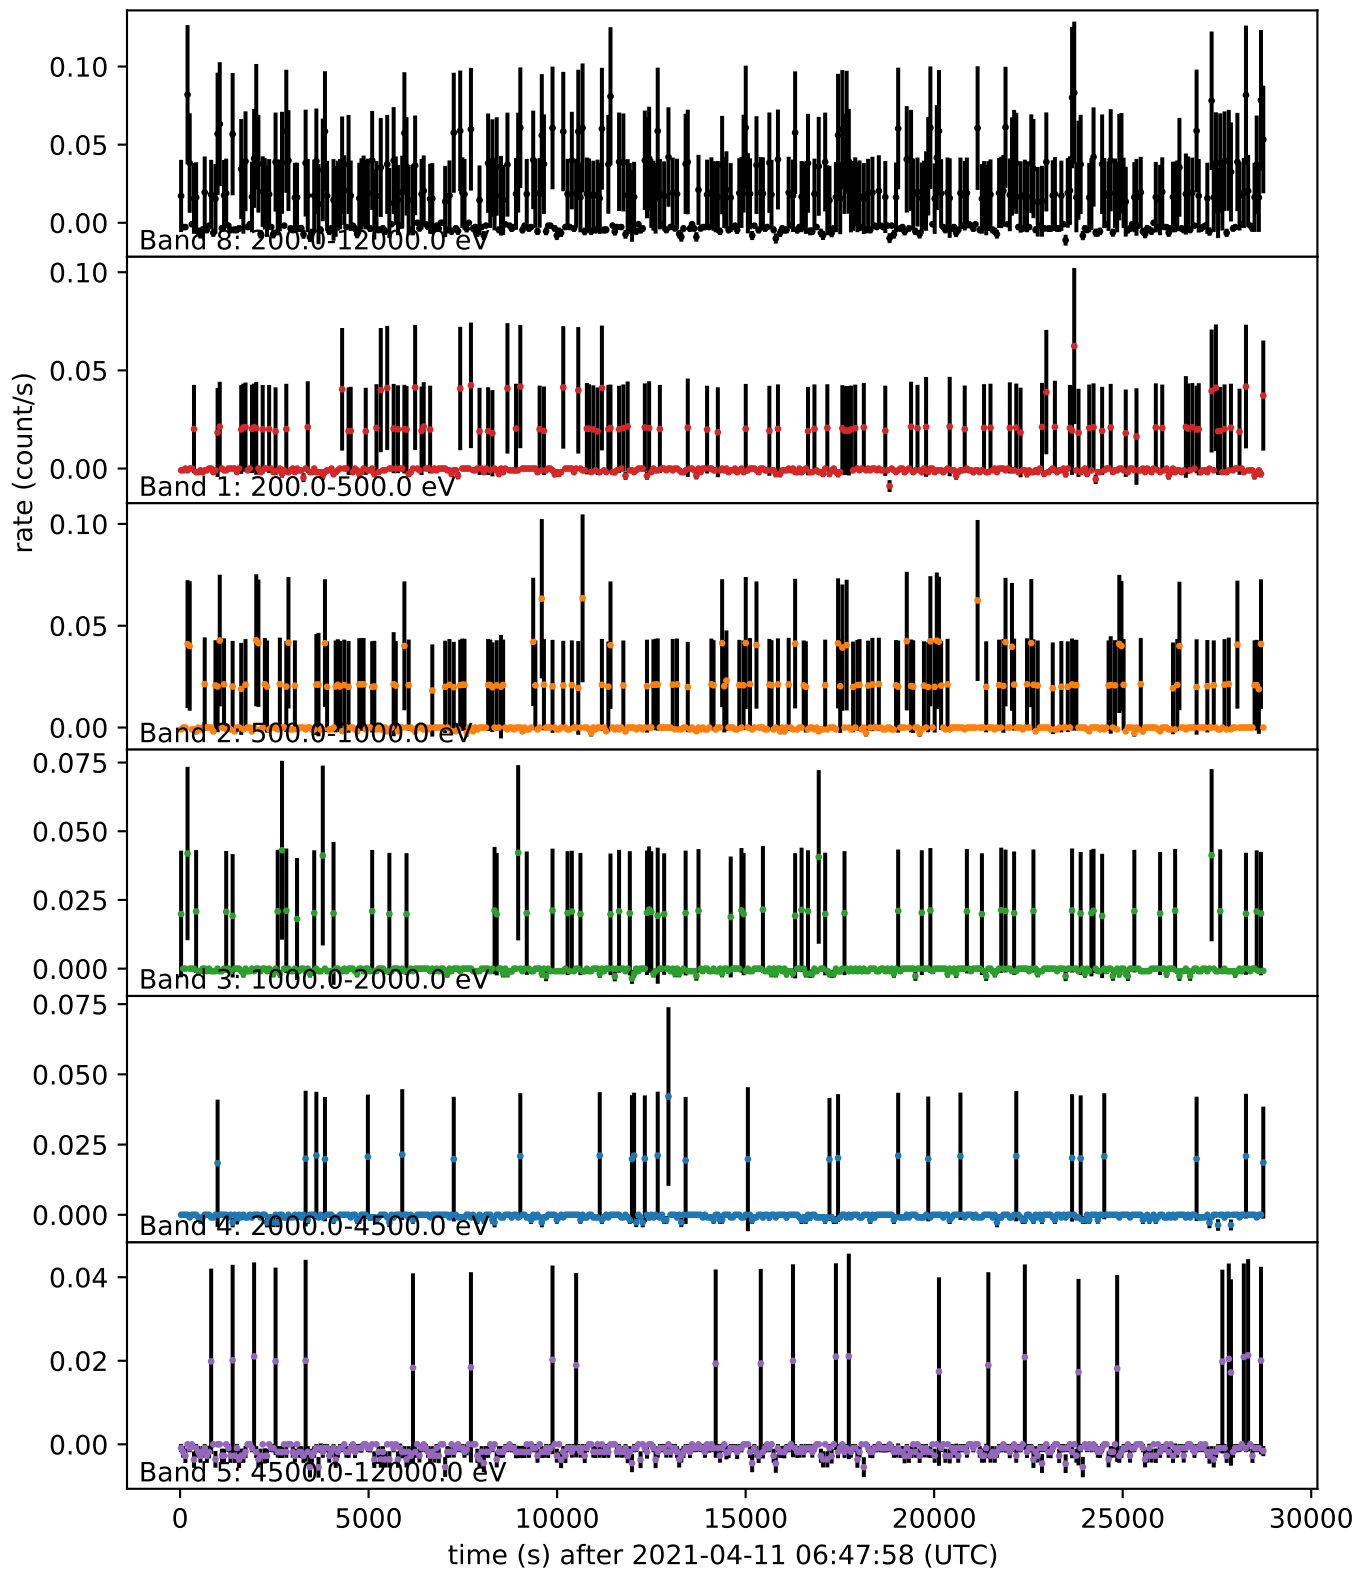 0.10
0.05
0.00
Band 8: 200.0-12000.0 eV
0.10
0.05
0.00
Band 1: 200.0-500.0 eV
rate (count/s)
0.10
0.05
0.00
Band 2: 500.0-1000.0 eV
0.075
0.050
0.025
0.000
Band 3: 1000.0-2000.0 eV
0.075
0.050
0.025
0.000
Band 4: 2000.0-4500.0 eV
0.04
0.02
0.00
Band 5: 4500.0-12000.0 eV
0 5000 10000 15000 20000 25000 30000
time (s) after 2021-04-11 06:47:58 (UTC)